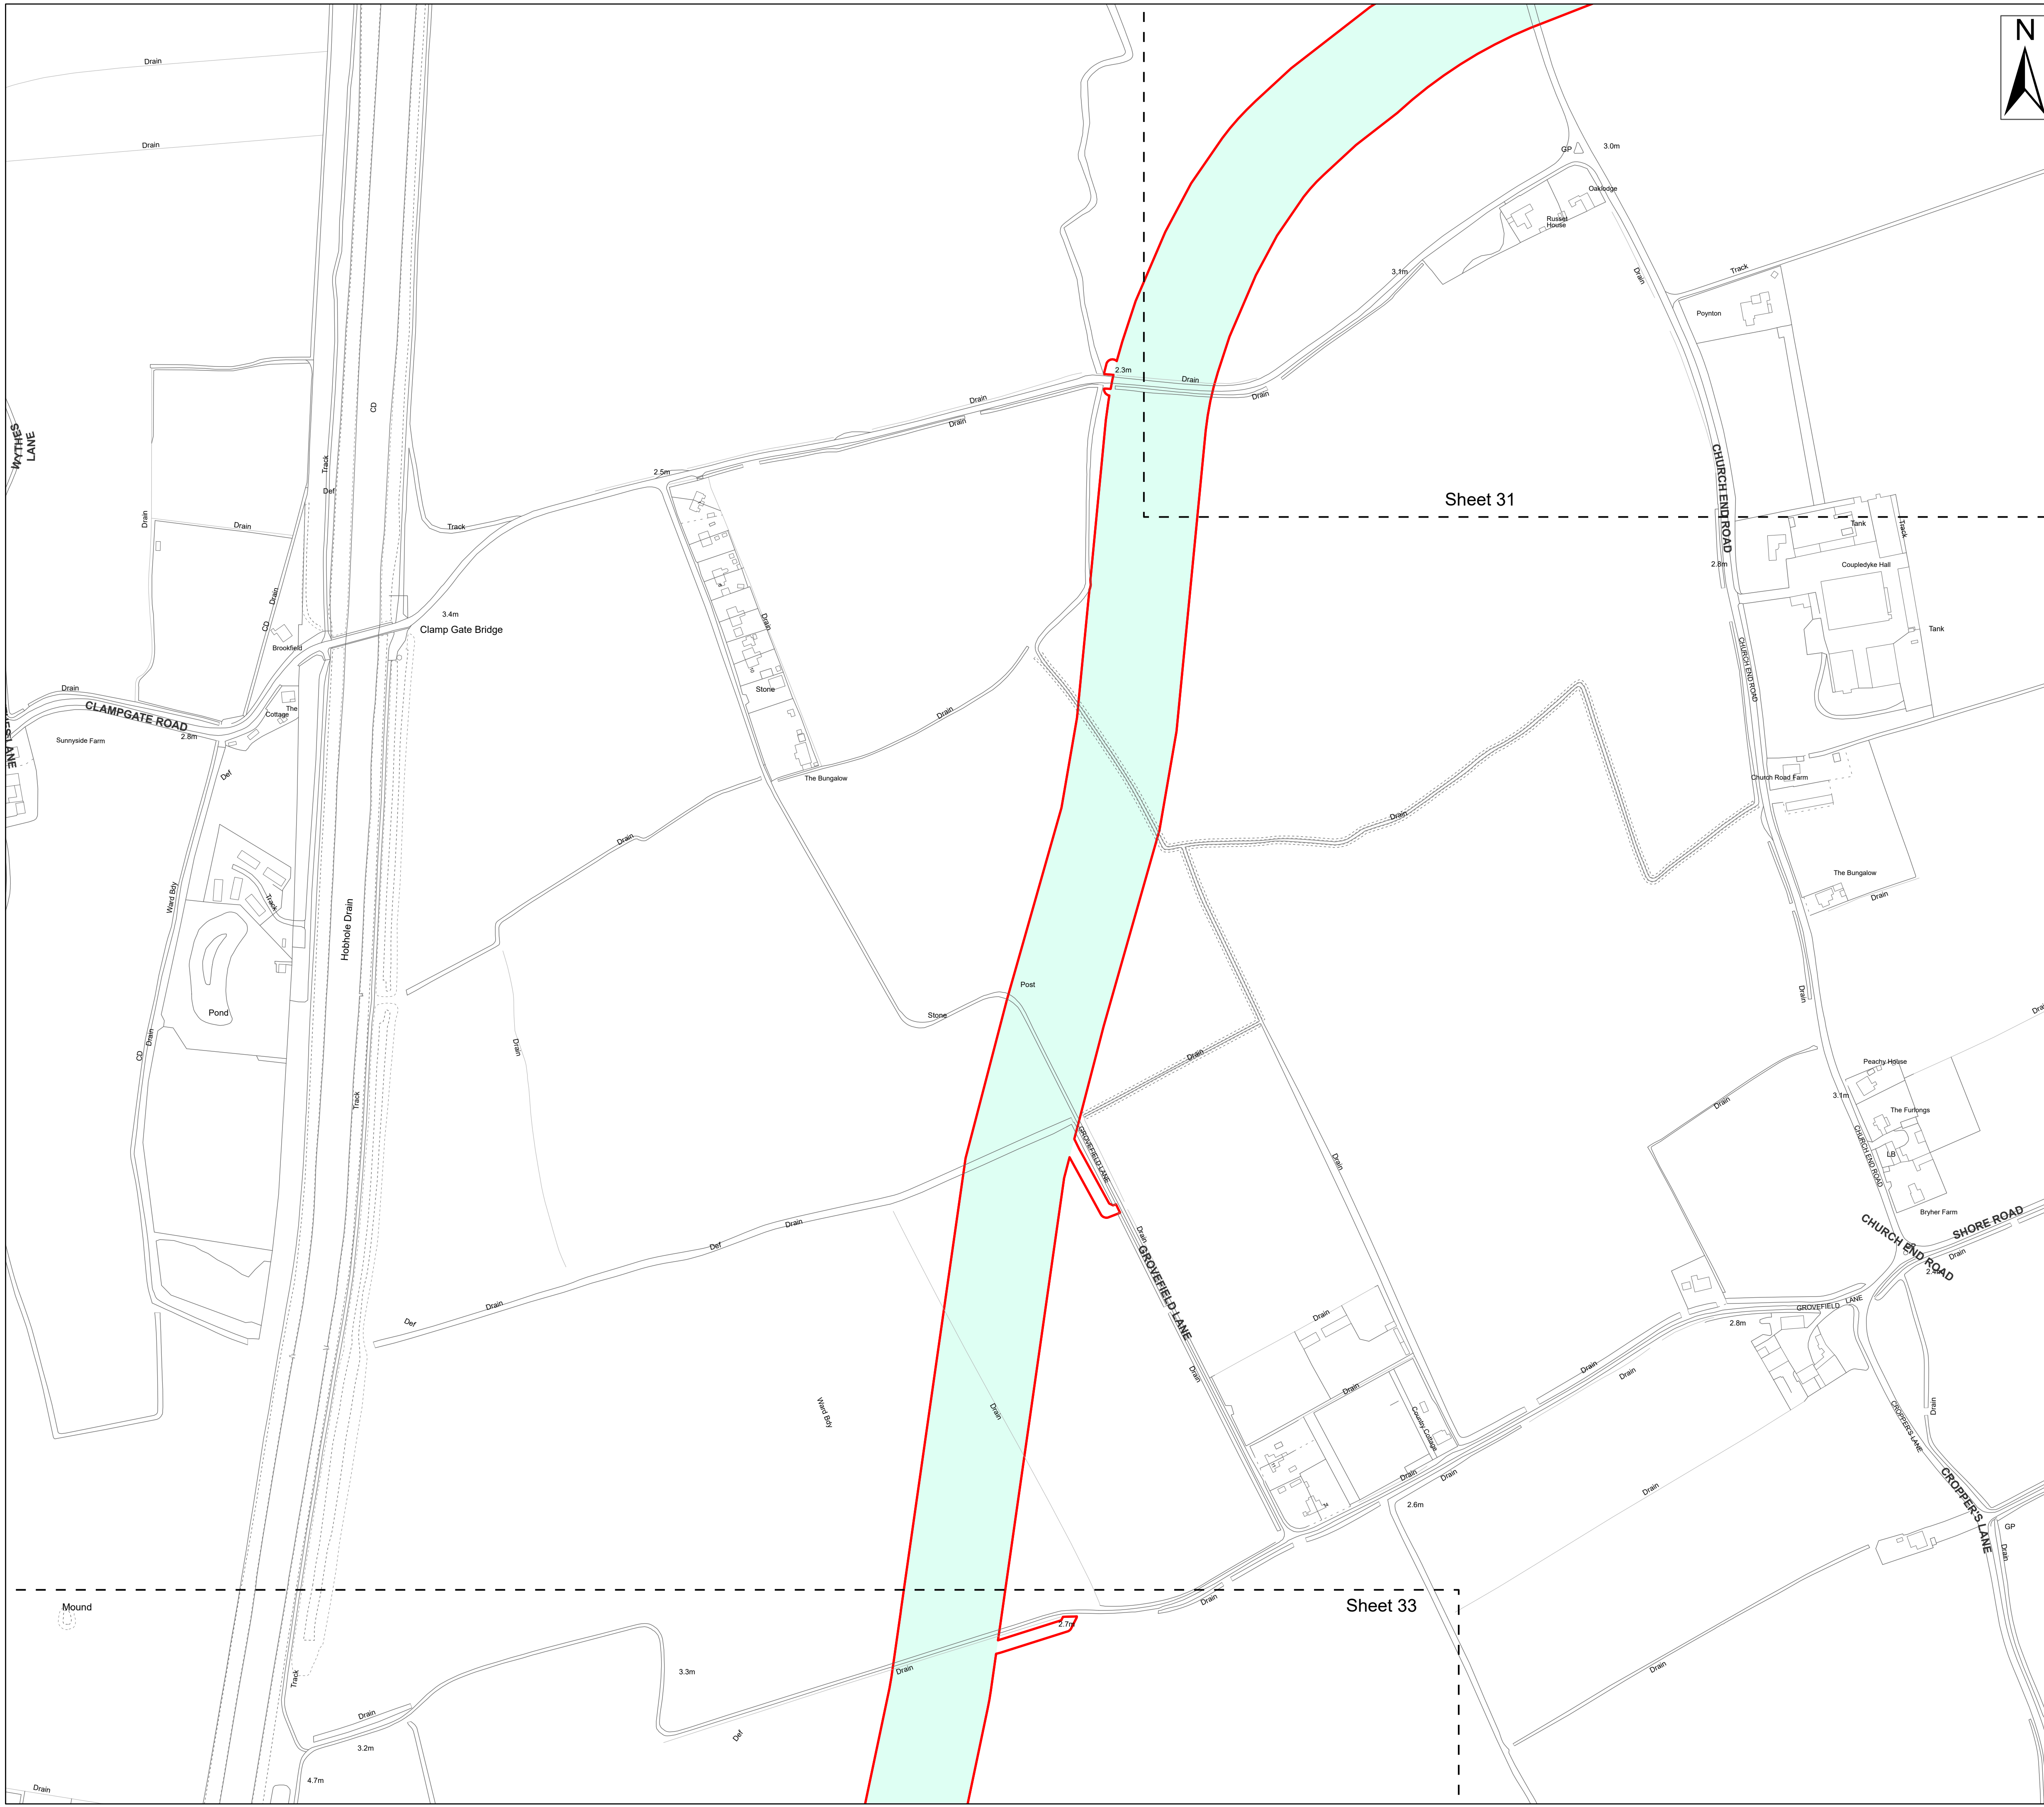 N
Drain
Drain
GP
3.0m
Oaklodge
Russet
House
3.1m
Drain
Track
Poynton
2.3m
Drain
Drain
Drain
Drain
CD
WYTHES
LANE
Track
Def
2.5m
Track
Drain
Drain
Sheet 31
CHURCH END ROAD
2.8m
Tank
Track
Coupledyke Hall
Tank
CHURCH END ROAD
Drain
CD
3.4m
Clamp Gate Bridge
Brookfield
Drain
Stone
Drain
The Bungalow
Drain
CLAMPGATE ROAD
2.8m
The
Cottage
Sunnyside Farm
Def
Drain
Drain
Church Road Farm
The Bungalow
Drain
Ward Bdy
Track
Hobhole Drain
Pond
CD
Drain
Drain
Track
Stone
Post
Drain
Drain
Drain
Peachy House
3.1m
The Furlongs
CHURCH END ROAD
LB
Bryher Farm
SHORE ROAD
CHURCH END ROAD
Drain
GROVEFIELD LANE
Drain
GROVEFIELD LANE
Drain
Drain
Drain
Def
Drain
Def
Ward Bdy
Drain
Drain
Drain
Country Cottage
Drain
Drain
2.6m
Drain
Drain
GROVEFIELD LANE
2.8m
CROPPER'S LANE
Drain
CROPPER'S LANE
GP
Drain
Drain
Drain
Mound
Sheet 33
Drain
2.7m
Drain
3.3m
Def
Track
Drain
3.2m
4.7m
Drain